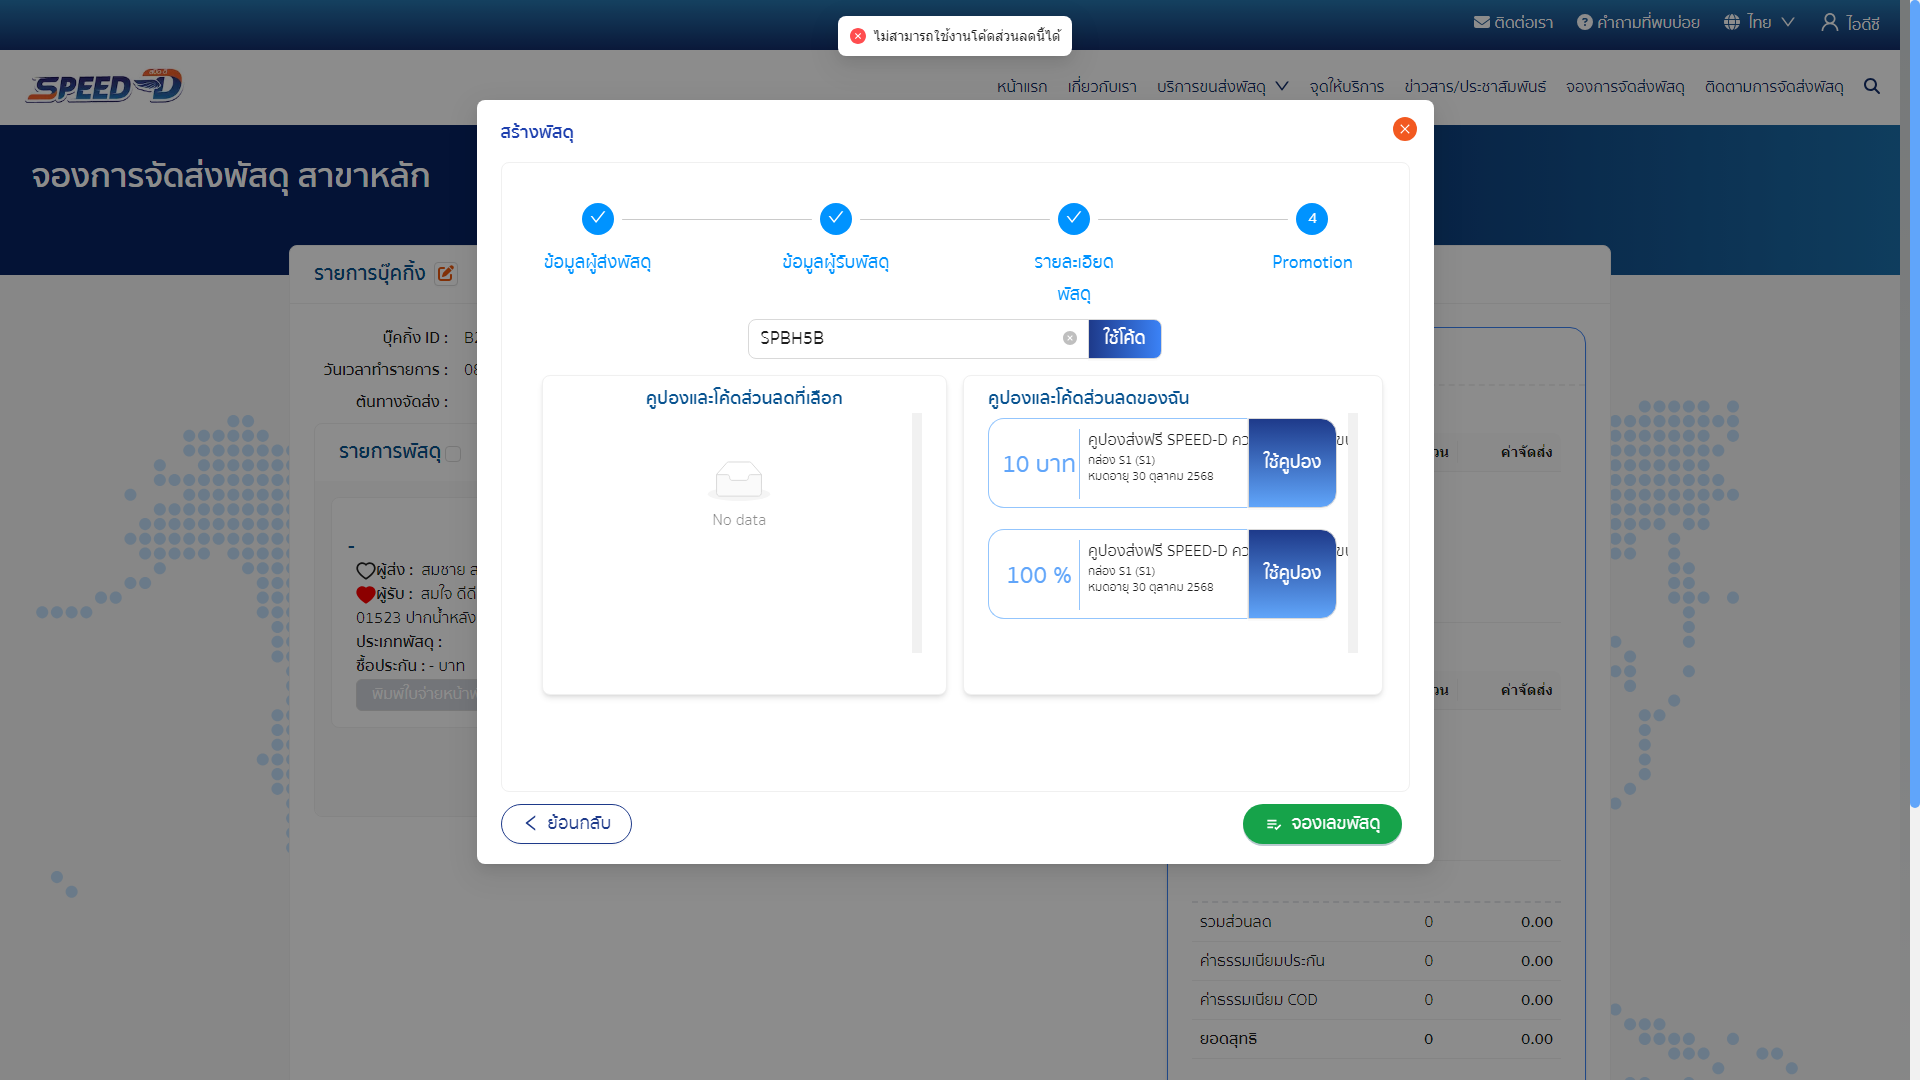 ติดต่อเรา
คำถามที่พบบ่อย
ไทย
ไอดีซี
ไม่สามารถใช้งานโค้ดส่วนลดนี้ได้
SPEED-D
หน้าแรก
เกี่ยวกับเรา
บริการขนส่งพัสดุ
จุดให้บริการ
ข่าวสาร/ประชาสัมพันธ์
จองการจัดส่งพัสดุ
ติดตามการจัดส่งพัสดุ
จองการจัดส่งพัสดุ สาขาหลัก
สร้างพัสดุ
4
ข้อมูลผู้ส่งพัสดุ
ข้อมูลผู้รับพัสดุ
รายละเอียด
พัสดุ
Promotion
SPBH5B
ใช้โค้ด
คูปองและโค้ดส่วนลดที่เลือก
No data
คูปองและโค้ดส่วนลดของฉัน
10 บาท
คูปองส่งฟรี SPEED-D
กล่อง S1 (S1)
หมดอายุ 30 ตุลาคม 2568
ใช้คูปอง
100 %
คูปองส่งฟรี SPEED-D
กล่อง S1 (S1)
หมดอายุ 30 ตุลาคม 2568
ใช้คูปอง
ย้อนกลับ
จองเลขพัสดุ
รายการบุ๊คกิ้ง
บุ๊คกิ้ง ID :
วันเวลาทำรายการ :
ต้นทางจัดส่ง :
รายการพัสดุ
-
ผู้ส่ง : สมชาย
ผู้รับ : สมใจ ดีดี
01523 ปากน้ำหลัง
ประเภทพัสดุ :
ซื้อประกัน : - บาท
พิมพ์ใบจ่ายหน้า
ค่าจัดส่ง
ค่าจัดส่ง
รวมส่วนลด 0 0.00
ค่าธรรมเนียมประกัน 0 0.00
ค่าธรรมเนียม COD 0 0.00
ยอดสุทธิ 0 0.00